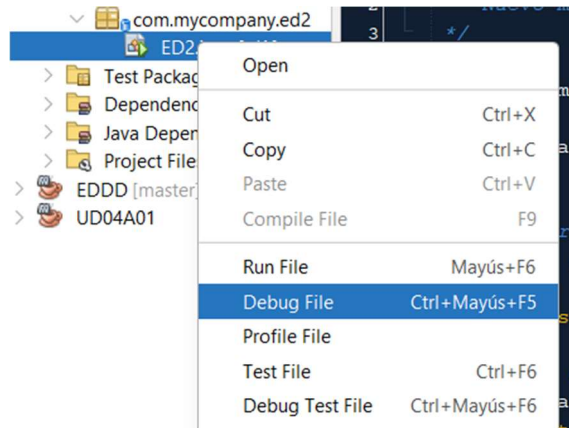 com.mycompany.ed2
3 */
ED2
Test Packag
Dependenc
Java Depen
Project File
EDDD [master]
UD04A01
Open
Cut Ctrl+X
Copy Ctrl+C
Paste Ctrl+V
Compile File F9
Run File Mayús+F6
Debug File Ctrl+Mayús+F5
Profile File
Test File Ctrl+F6
Debug Test File Ctrl+Mayús+F6